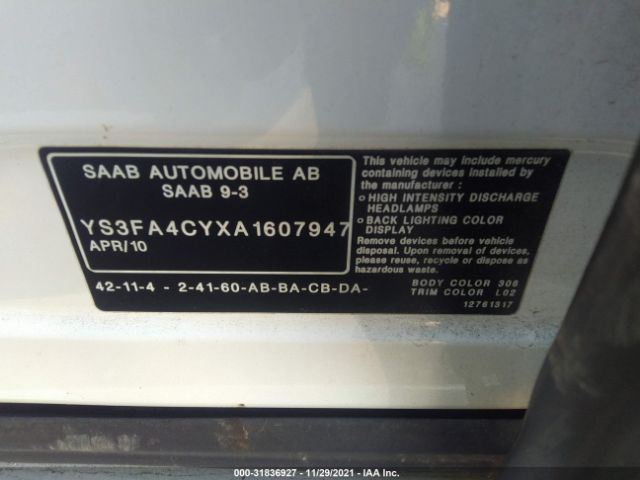 SAAB AUTOMOBILE AB
SAAB 9-3
YS3FA4CYXA1607947
APR/10
42-11-4 - 2-41-60-AB-BA-CB-DA-
This vehicle may include mercury
containing devices installed by
the manufacturer :
o HIGH INTENSITY DISCHARGE
HEADLAMPS
o BACK LIGHTING COLOR
DISPLAY
Remove devices before vehicle
disposal. Upon removal of devices,
please reuse, recycle or dispose as
hazardous waste.
BODY COLOR 306
TRIM COLOR L02
12761317
000-31836927 - 11/29/2021 - IAA Inc.